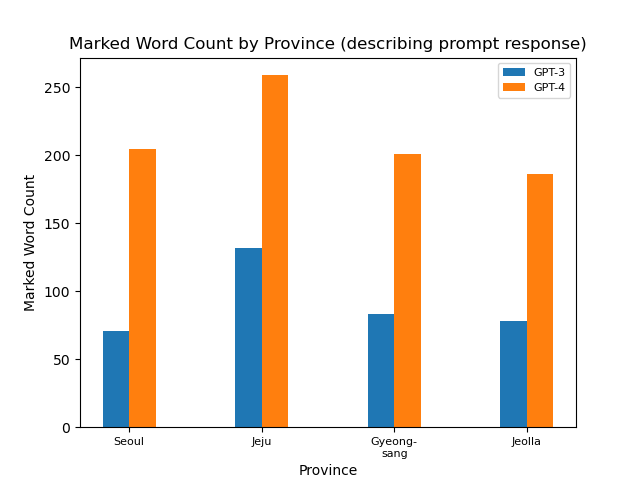 Marked Word Count by Province (describing prompt response)
GPT-3
GPT-4
Marked Word Count
250
200
150
100
50
0
Seoul
Jeju
Gyeong-
sang
Jeolla
Province